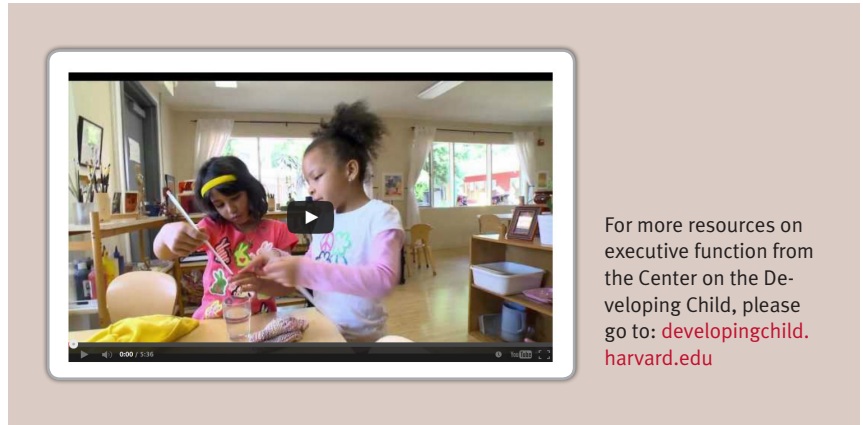 0:00 / 5:36
YouTube
For more resources on
executive function from
the Center on the De-
veloping Child, please
go to: developingchild.
harvard.edu